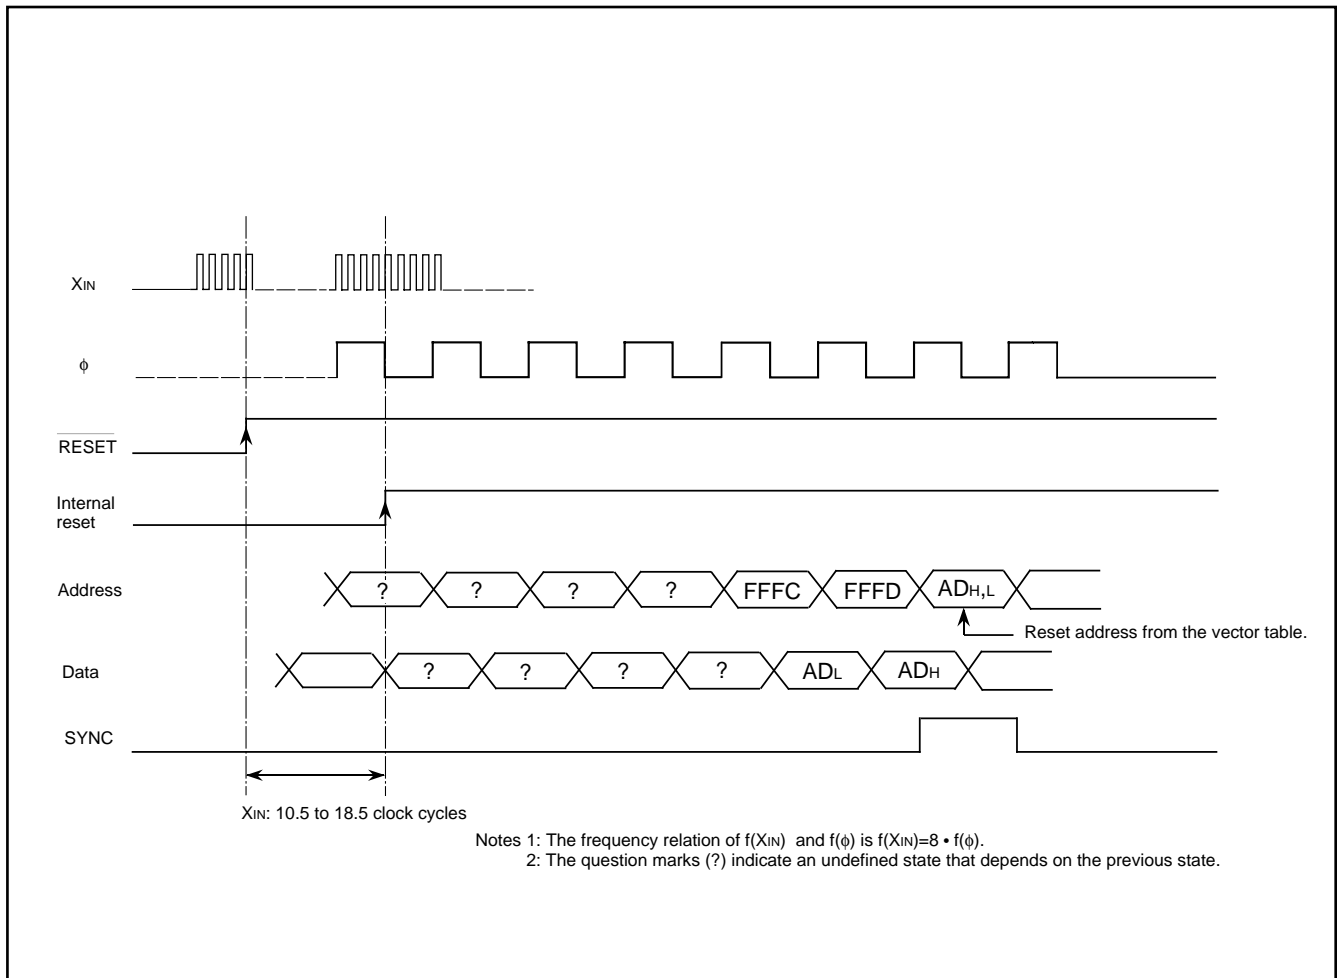 XIN
ϕ
RESET
Internal
reset
Address
? ? ? ? FFFC FFFD ADH,L
Reset address from the vector table.
Data
? ? ? ? ADL ADH
SYNC
XIN: 10.5 to 18.5 clock cycles
Notes 1: The frequency relation of f(XIN) and f(ϕ) is f(XIN)=8 • f(ϕ).
2: The question marks (?) indicate an undefined state that depends on the previous state.